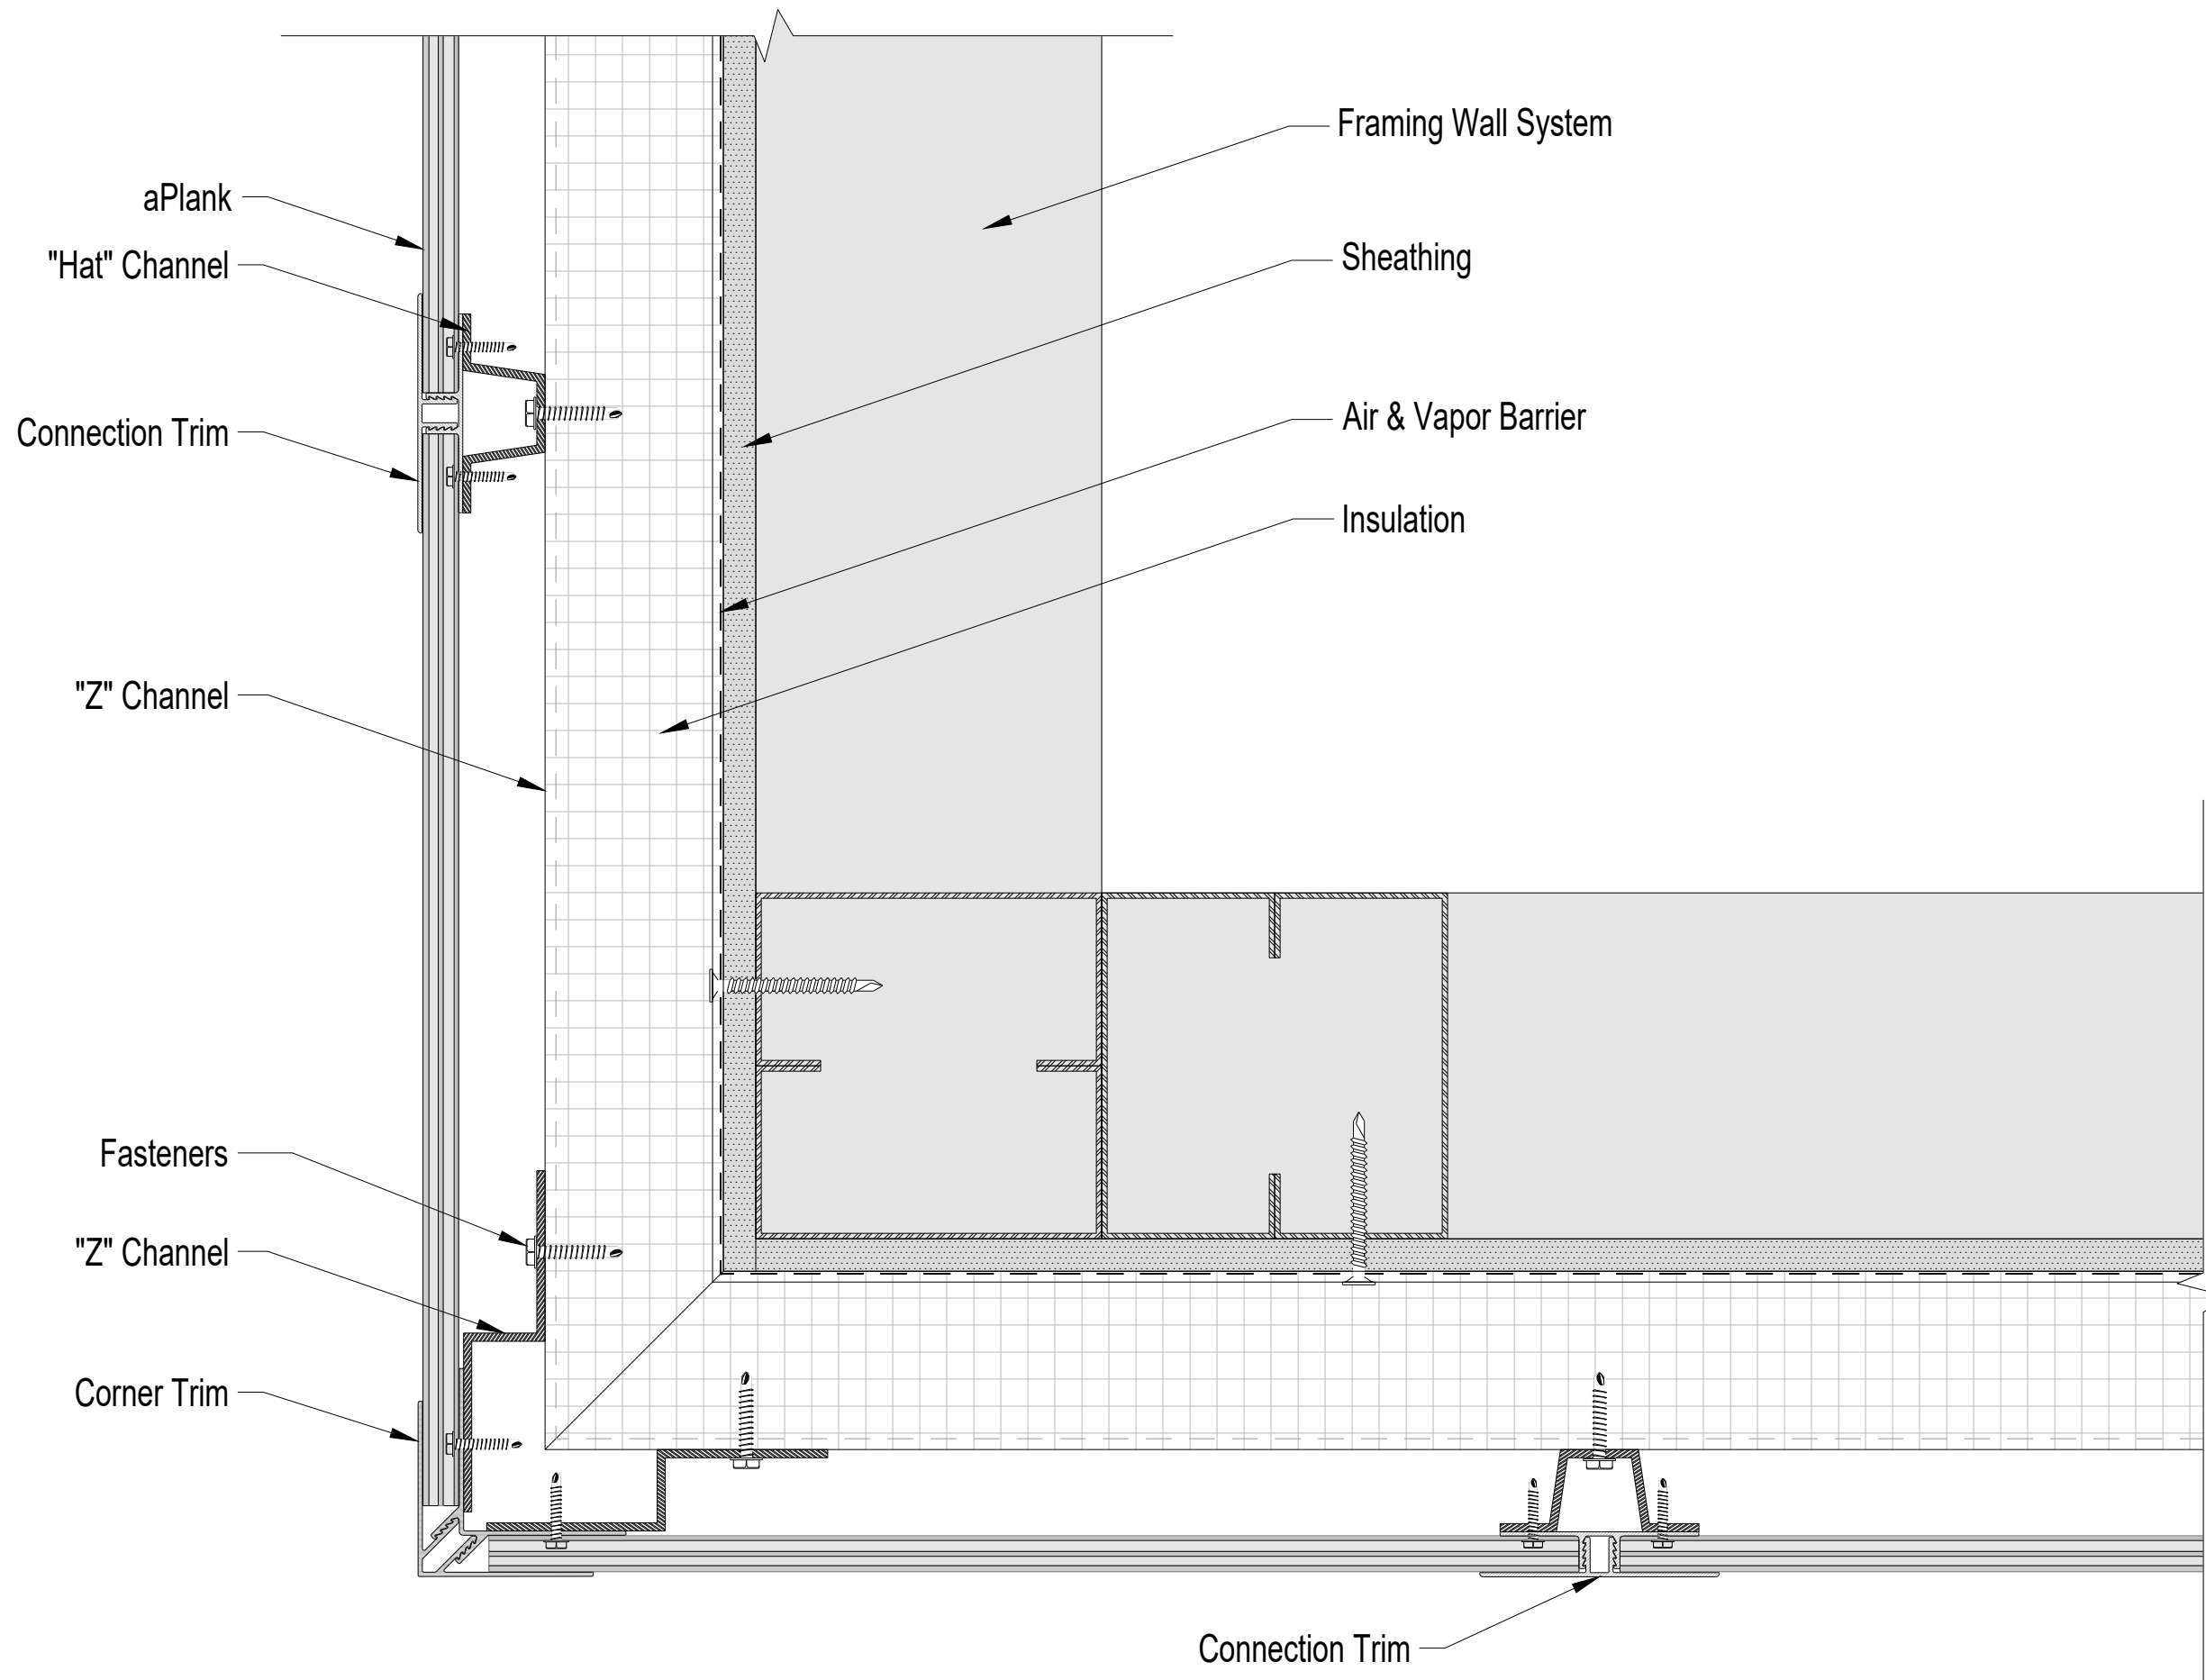 Framing Wall System
aPlank
Sheathing
"Hat" Channel
Air & Vapor Barrier
Connection Trim
Insulation
"Z" Channel
Fasteners
"Z" Channel
Corner Trim
Connection Trim